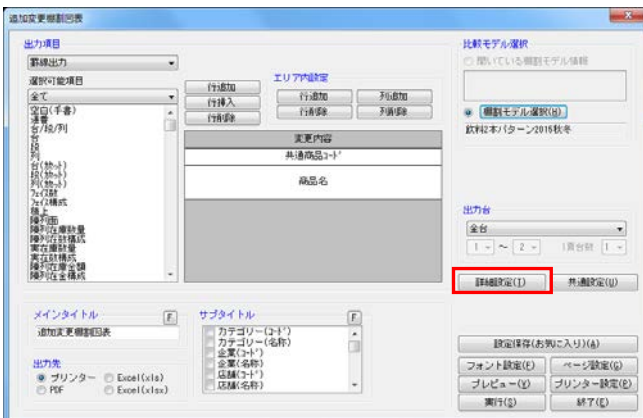 追加変更棚割図表
出力項目
罫線出力
選択可能項目
全て
空白(手書)
連番
台/段/列
台
段
列
台(ｶｾｯﾄ)
段(ｶｾｯﾄ)
列(ｶｾｯﾄ)
ﾌｪｲｽ数
ﾌｪｲｽ構成
積上
陳列面
陳列在庫数量
陳列在数構成
実在庫数量
実在数構成
陳列在庫金額
陳列在金構成
行追加
行挿入
行削除
エリア内設定
行追加
列追加
行削除
列削除
変更内容
共通商品ｺｰﾄﾞ
商品名
比較モデル選択
開いている棚割モデル情報
棚割モデル選択(H)
飲料2本パターン2016秋冬
出力台
全台
1 ～ 2
1頁台数 1
詳細設定(T)
共通設定(U)
メインタイトル
F
追加変更棚割図表
出力先
プリンター
Excel(xls)
PDF
Excel(xlsx)
サブタイトル
F
カテゴリー(ｺｰﾄﾞ)
カテゴリー(名称)
企業(ｺｰﾄﾞ)
企業(名称)
店舗(ｺｰﾄﾞ)
店舗(名称)
設定保存(お気に入り)(A)
フォント設定(F)
ページ設定(G)
プレビュー(V)
プリンター設定(P)
実行(S)
終了(E)